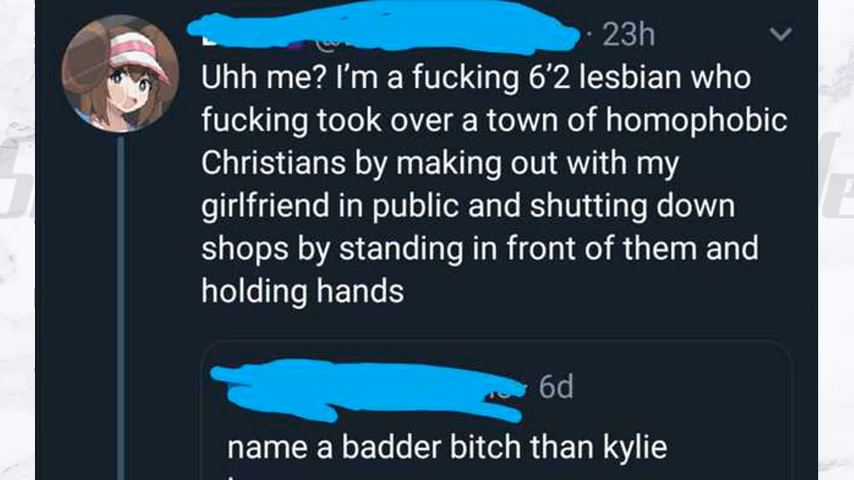 · 23h
Uhh me? I'm a fucking 6'2 lesbian who
fucking took over a town of homophobic
Christians by making out with my
girlfriend in public and shutting down
shops by standing in front of them and
holding hands
· 6d
name a badder bitch than kylie